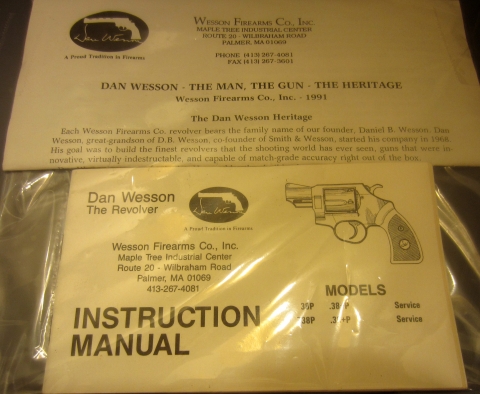 Dan Wesson
A Proud Tradition in Firearms
WESSON FIREARMS CO., INC.
MAPLE TREE INDUSTRIAL CENTER
ROUTE 20 - WILBRAHAM ROAD
PALMER, MA 01069
PHONE (413) 267-4081
FAX (413) 267-3601
DAN WESSON - THE MAN, THE GUN - THE HERITAGE
Wesson Firearms Co., Inc. - 1991
The Dan Wesson Heritage
Each Wesson Firearms Co. revolver bears the family name of our founder, Daniel B. Wesson. Dan
Wesson, great-grandson of D.B. Wesson, co-founder of Smith & Wesson, started his company in 1968.
His goal was to build the finest revolvers that the shooting world has ever seen, guns that were in-
novative, virtually indestructable, and capable of match-grade accuracy right out of the box.
Dan Wesson
The Revolver
Dan Wesson
A Proud Tradition in Firearms
Wesson Firearms Co., Inc.
Maple Tree Industrial Center
Route 20 - Wilbraham Road
Palmer, MA 01069
413-267-4081
INSTRUCTION
MANUAL
MODELS
Service
Service